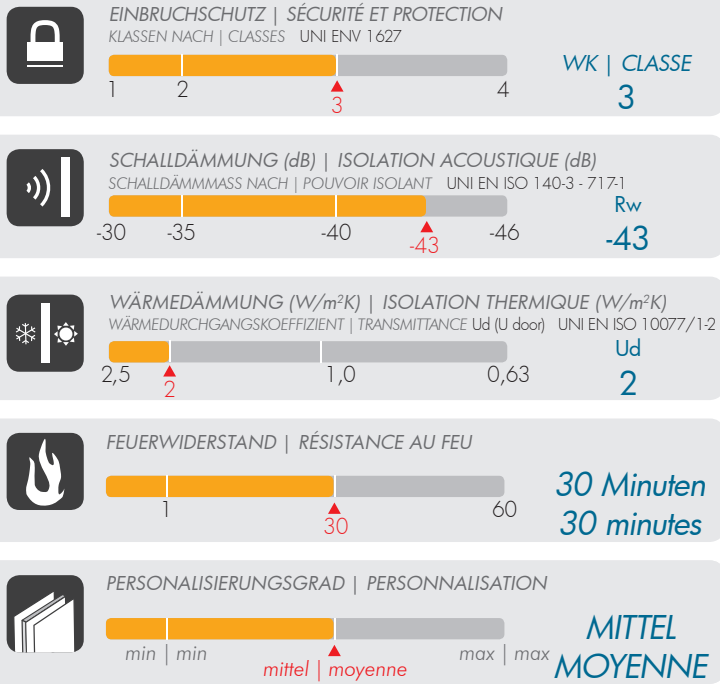 EINBRUCHSCHUTZ | SÉCURITÉ ET PROTECTION
KLASSEN NACH | CLASSES UNI ENV 1627
WK | CLASSE
3
1 2 3 4
SCHALLDÄMMUNG (dB) | ISOLATION ACOUSTIQUE (dB)
SCHALLDÄMMMASS NACH | POUVOIR ISOLANT UNI EN ISO 140-3 - 717-1
Rw
-43
-30 -35 -40 -43 -46
WÄRMEDÄMMUNG (W/m²K) | ISOLATION THERMIQUE (W/m²K)
WÄRMEDURCHGANGSKOEFFIZIENT | TRANSMITTANCE Ud (U door) UNI EN ISO 10077/1-2
Ud
2
2,5 2 1,0 0,63
FEUERWIDERSTAND | RÉSISTANCE AU FEU
30 Minuten
30 minutes
1 30 60
PERSONALISIERUNGSGRAD | PERSONNALISATION
MITTEL
MOYENNE
min | min mittel | moyenne max | max